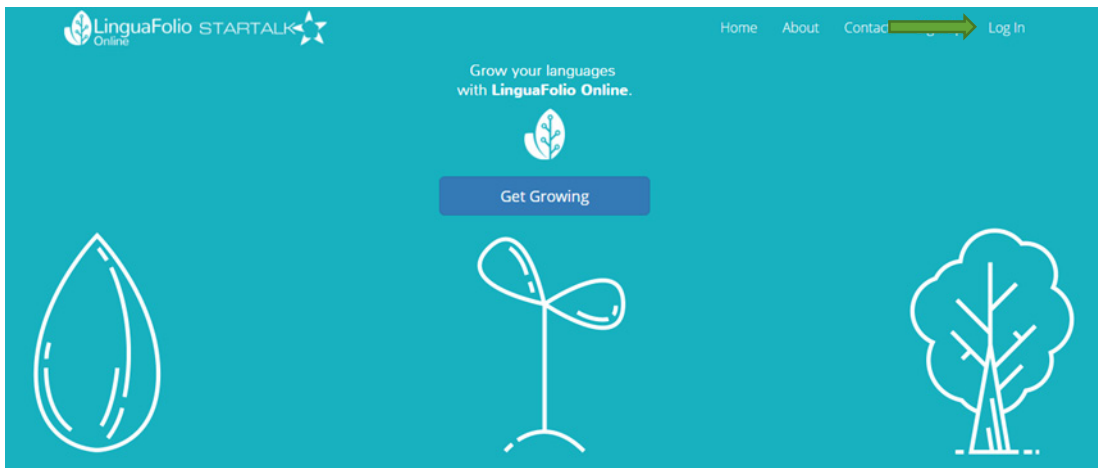 LinguaFolio STARTALK
Online
Home About Contac Log In
Grow your languages
with LinguaFolio Online.
Get Growing